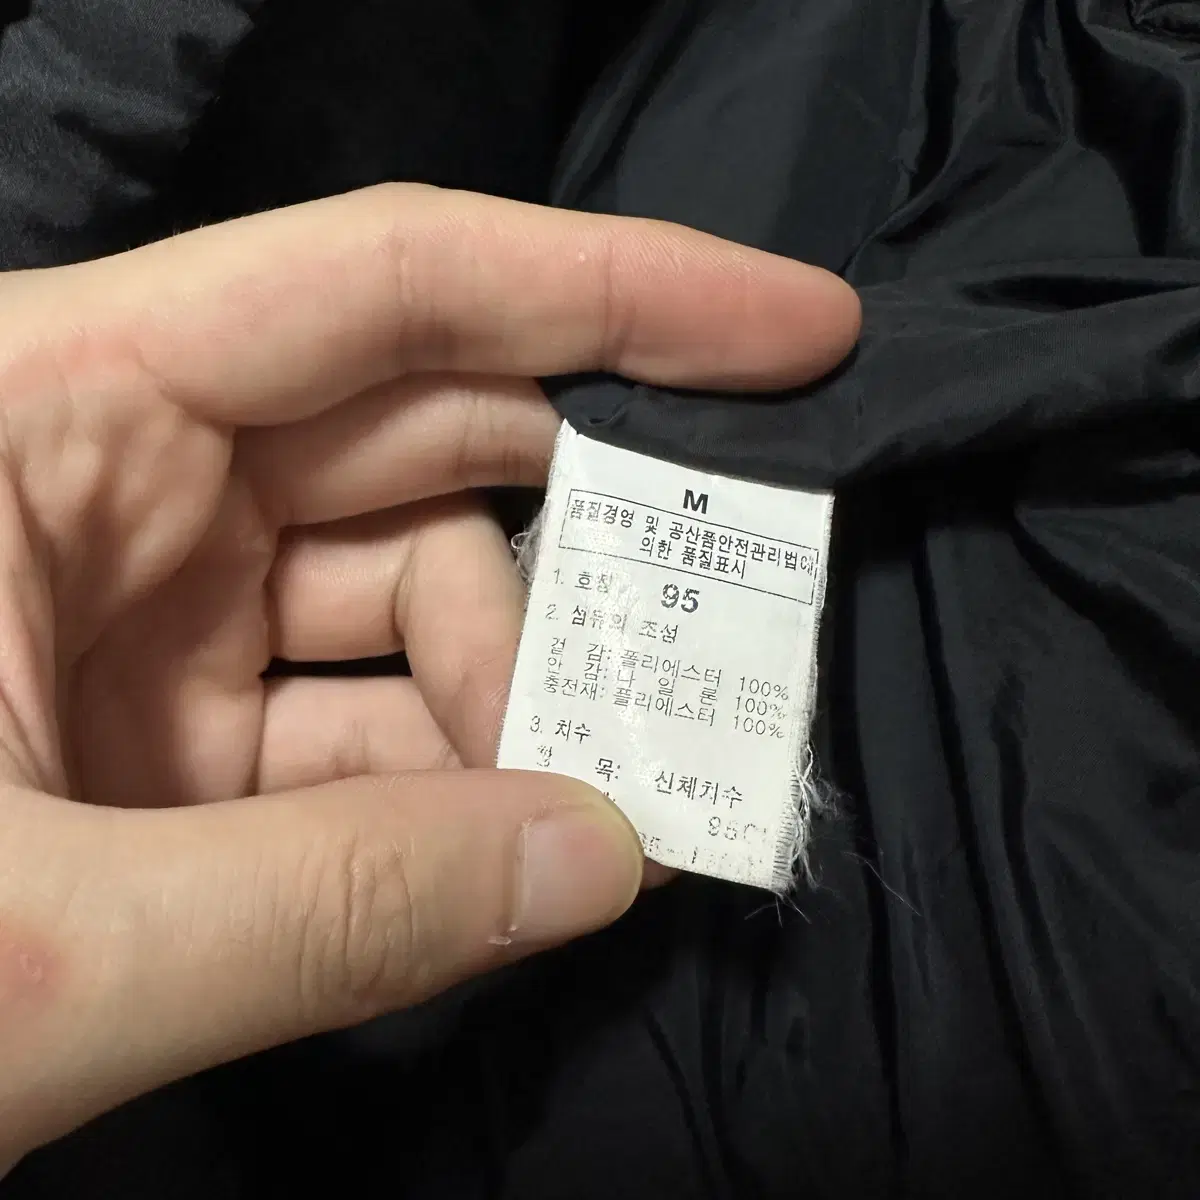 M
품질경영 및 공산품안전관리법에
의한 품질표시
1. 호칭 95
2. 섬유의 조성
겉 감: 폴리에스터 100%
안 감: 나 일 론 100%
충전재: 폴리에스터 100%
3. 치수
목: 신체치수